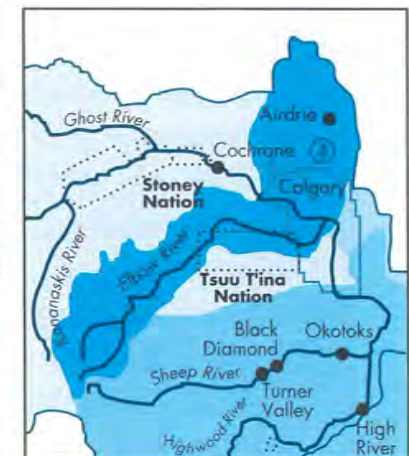 Ghost River
Airdrie
Cochrane
4
Calgary
Stoney
Nation
Kananaskis River
Elbow River
Tsuu T'ina
Nation
Black
Diamond
Okotoks
Sheep River
Turner
Valley
Highwood River
High
River